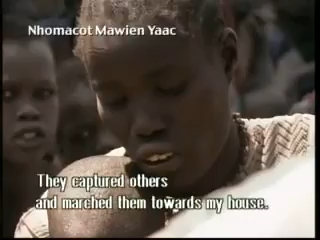 Nhomacot Mawien Yaac
They captured others
and marched them towards my house.